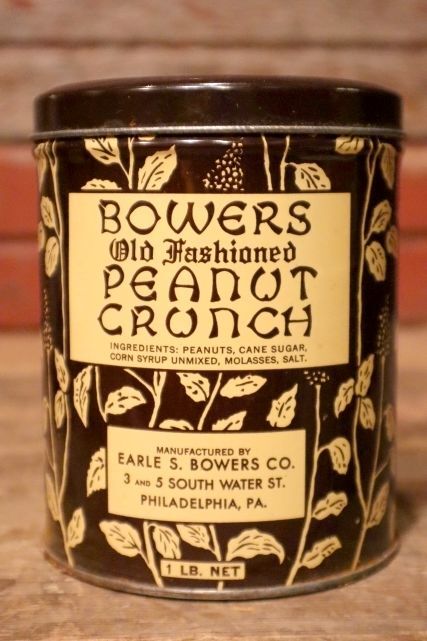 BOWERS
Old Fashioned
PEANUT
CRUNCH
INGREDIENTS: PEANUTS, CANE SUGAR,
CORN SYRUP UNMIXED, MOLASSES, SALT.
MANUFACTURED BY
EARLE S. BOWERS CO.
3 AND 5 SOUTH WATER ST.
PHILADELPHIA, PA.
1 LB. NET